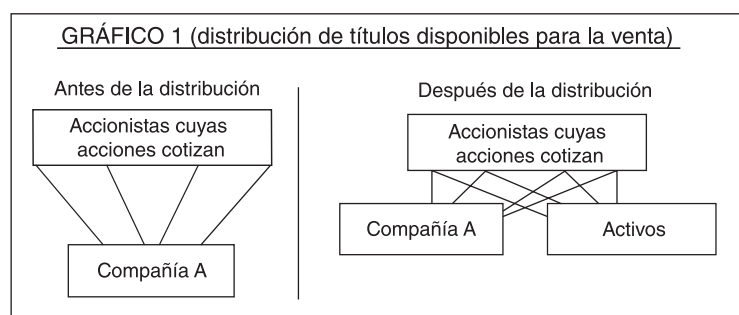 GRÁFICO 1 (distribución de títulos disponibles para la venta)
Antes de la distribución
Accionistas cuyas
acciones cotizan
Compañía A
Después de la distribución
Accionistas cuyas
acciones cotizan
Compañía A
Activos